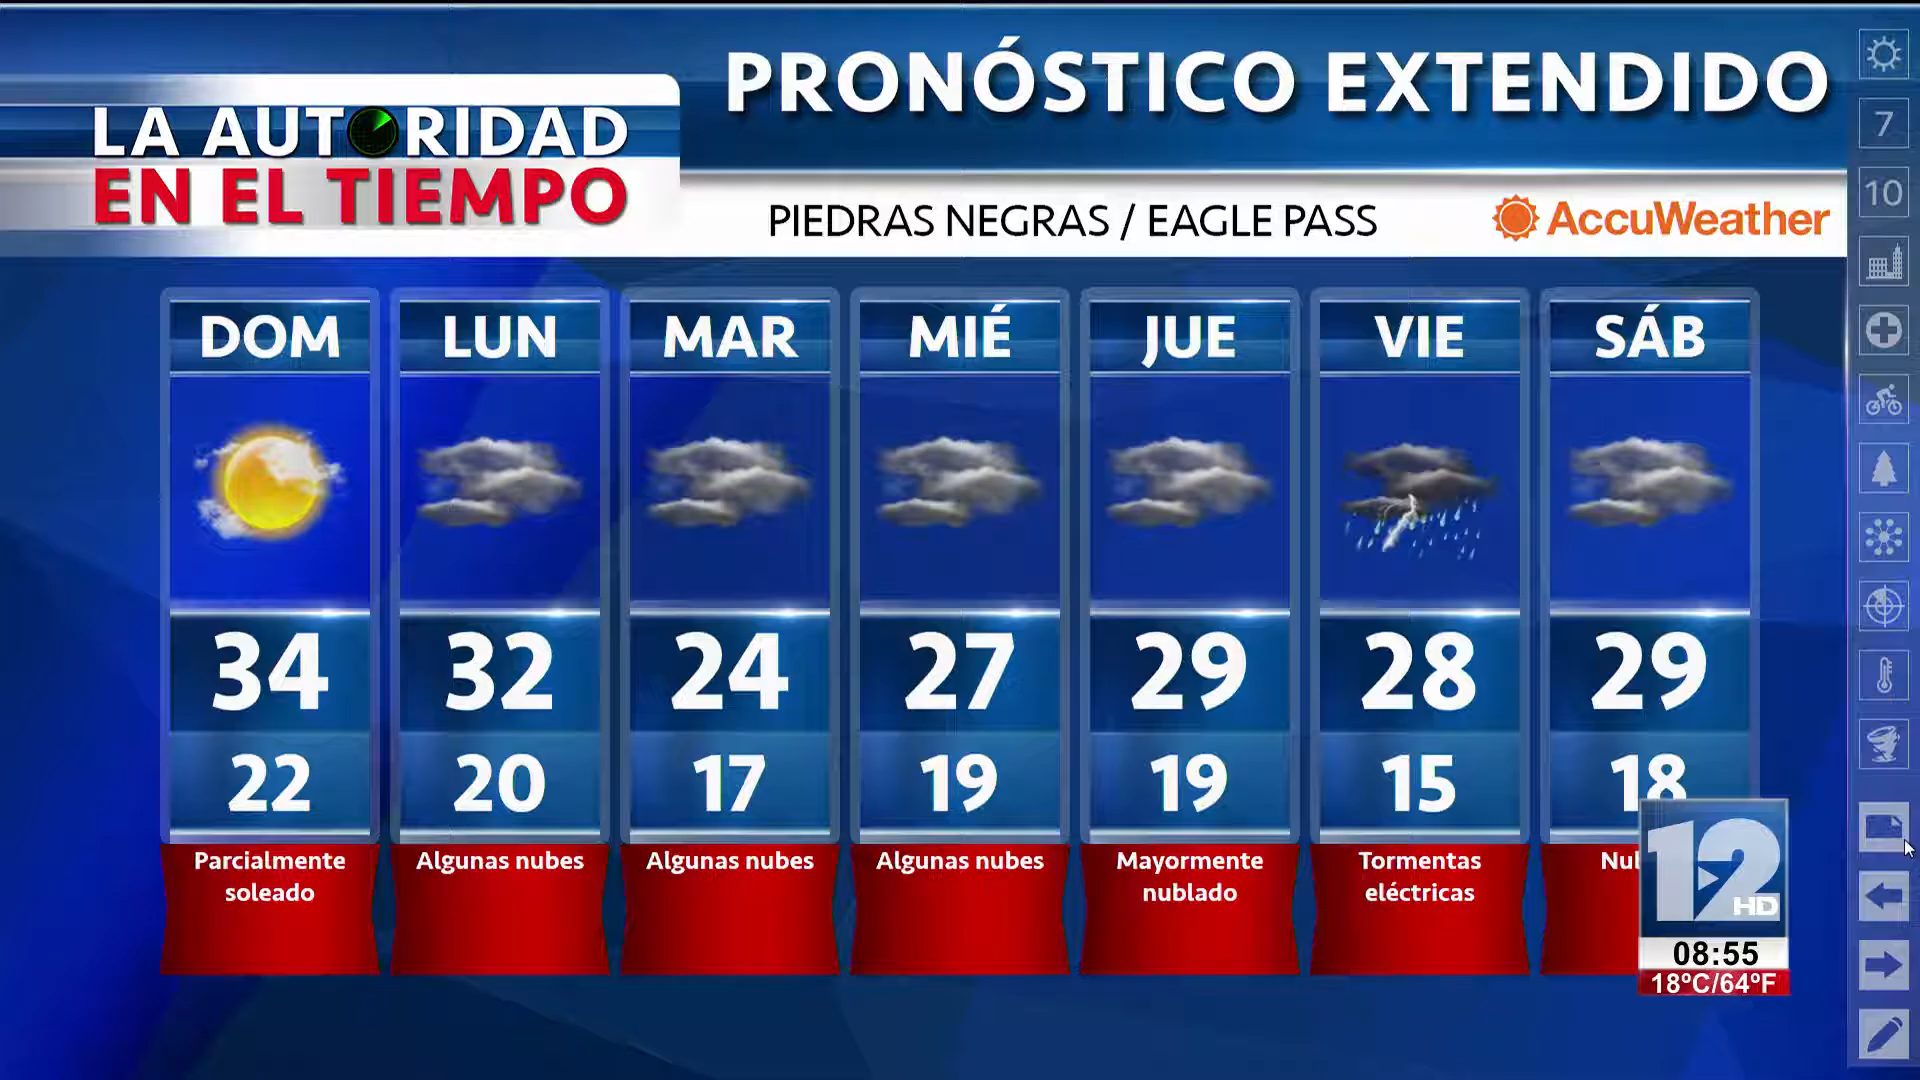 PRONÓSTICO EXTENDIDO
LA AUTORIDAD
EN EL TIEMPO
PIEDRAS NEGRAS / EAGLE PASS
AccuWeather
7
10
DOM
LUN
MAR
MIÉ
JUE
VIE
SÁB
34
32
24
27
29
28
29
22
20
17
19
19
15
18
Parcialmente
soleado
Algunas nubes
Algunas nubes
Algunas nubes
Mayormente
nublado
Tormentas
eléctricas
12
HD
08:55
18°C/64°F